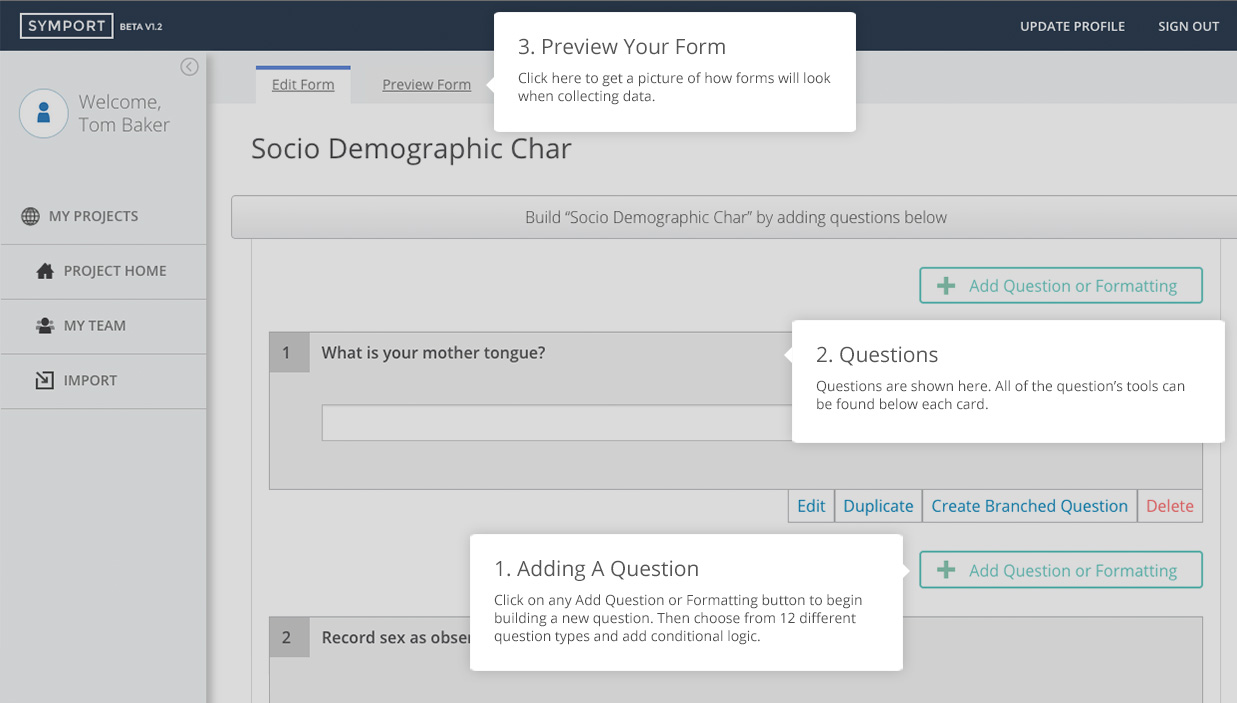 SYMPORT BETA V1.2
UPDATE PROFILE
SIGN OUT
Welcome,
Tom Baker
MY PROJECTS
PROJECT HOME
MY TEAM
IMPORT
Edit Form
Preview Form
3. Preview Your Form
Click here to get a picture of how forms will look
when collecting data.
Socio Demographic Char
Build “Socio Demographic Char” by adding questions below
Add Question or Formatting
1 What is your mother tongue?
2. Questions
Questions are shown here. All of the question’s tools can
be found below each card.
Edit
Duplicate
Create Branched Question
Delete
1. Adding A Question
Click on any Add Question or Formatting button to begin
building a new question. Then choose from 12 different
question types and add conditional logic.
Add Question or Formatting
2 Record sex as